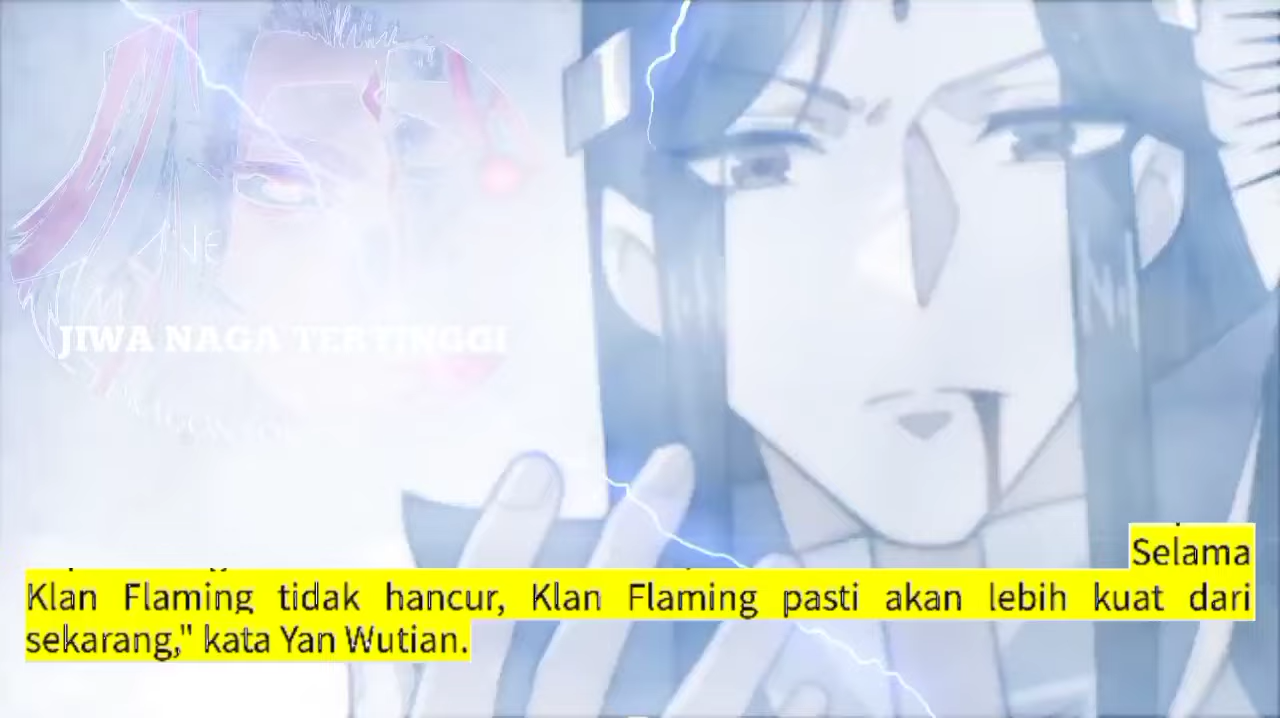 JIWA NAGA TERTINGGI
Selama
Klan Flaming tidak hancur, Klan Flaming pasti akan lebih kuat dari
sekarang," kata Yan Wutian.